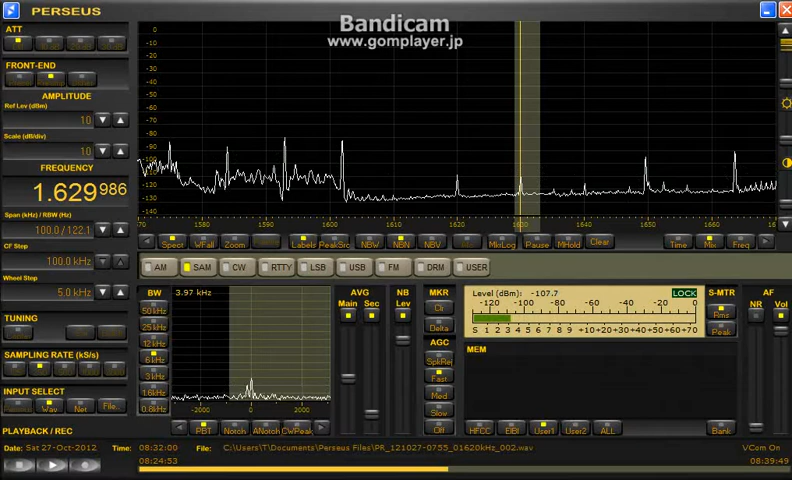 PERSEUS
Bandicam
www.gomplayer.jp
ATT
FRONT-END
AMPLITUDE
Ref Lev (dBm)
10
Scale (dB/div)
10
FREQUENCY
1.629986
Span (kHz) / RBW (Hz)
100.0 / 122.1
CF Step
100.0 kHz
Wheel Step
5.0 kHz
TUNING
SAMPLING RATE (kS/s)
INPUT SELECT
Wav Net File..
PLAYBACK / REC
0
-10
-20
-30
-40
-50
-60
-70
-80
-90
-100
-110
-120
-130
-140
1580 1590 1600 1610 1620 1630 1640 1650 1660
Spectr WFall Zoom Labels PeakSrc NBW NBN NBV MkrLog Pause MHold Clear Time Mix Freq
AM SAM CW RTTY LSB USB FM DRM USER
BW
50kHz
25 kHz
12 kHz
6 kHz
3 kHz
1.6kHz
0.8kHz
3.97 kHz
-2000 0 2000
PBT Notch ANotch CWPeak
AVG
Main Sec
NB
Lev
MKR
Clr
Delta
AGC
SpkRej
Fast
Med
Slow
Off
Level (dBm): -107.7 LOCK
-120 -100 -80 -60 -40 -20 0
S 1 2 3 4 5 6 7 8 9 +10 +20 +30 +40 +50 +60 +70
S-MTR
Rms
Peak
AF
NR Vol
MEM
HFCC EIBI User1 User2 ALL Bank
Date: Sat 27-Oct-2012 Time: 08:32:00 File: C:\Users\T\Documents\Perseus Files\PR_121027-0755_01620kHz_002.wav VCom On
08:24:53 08:39:49